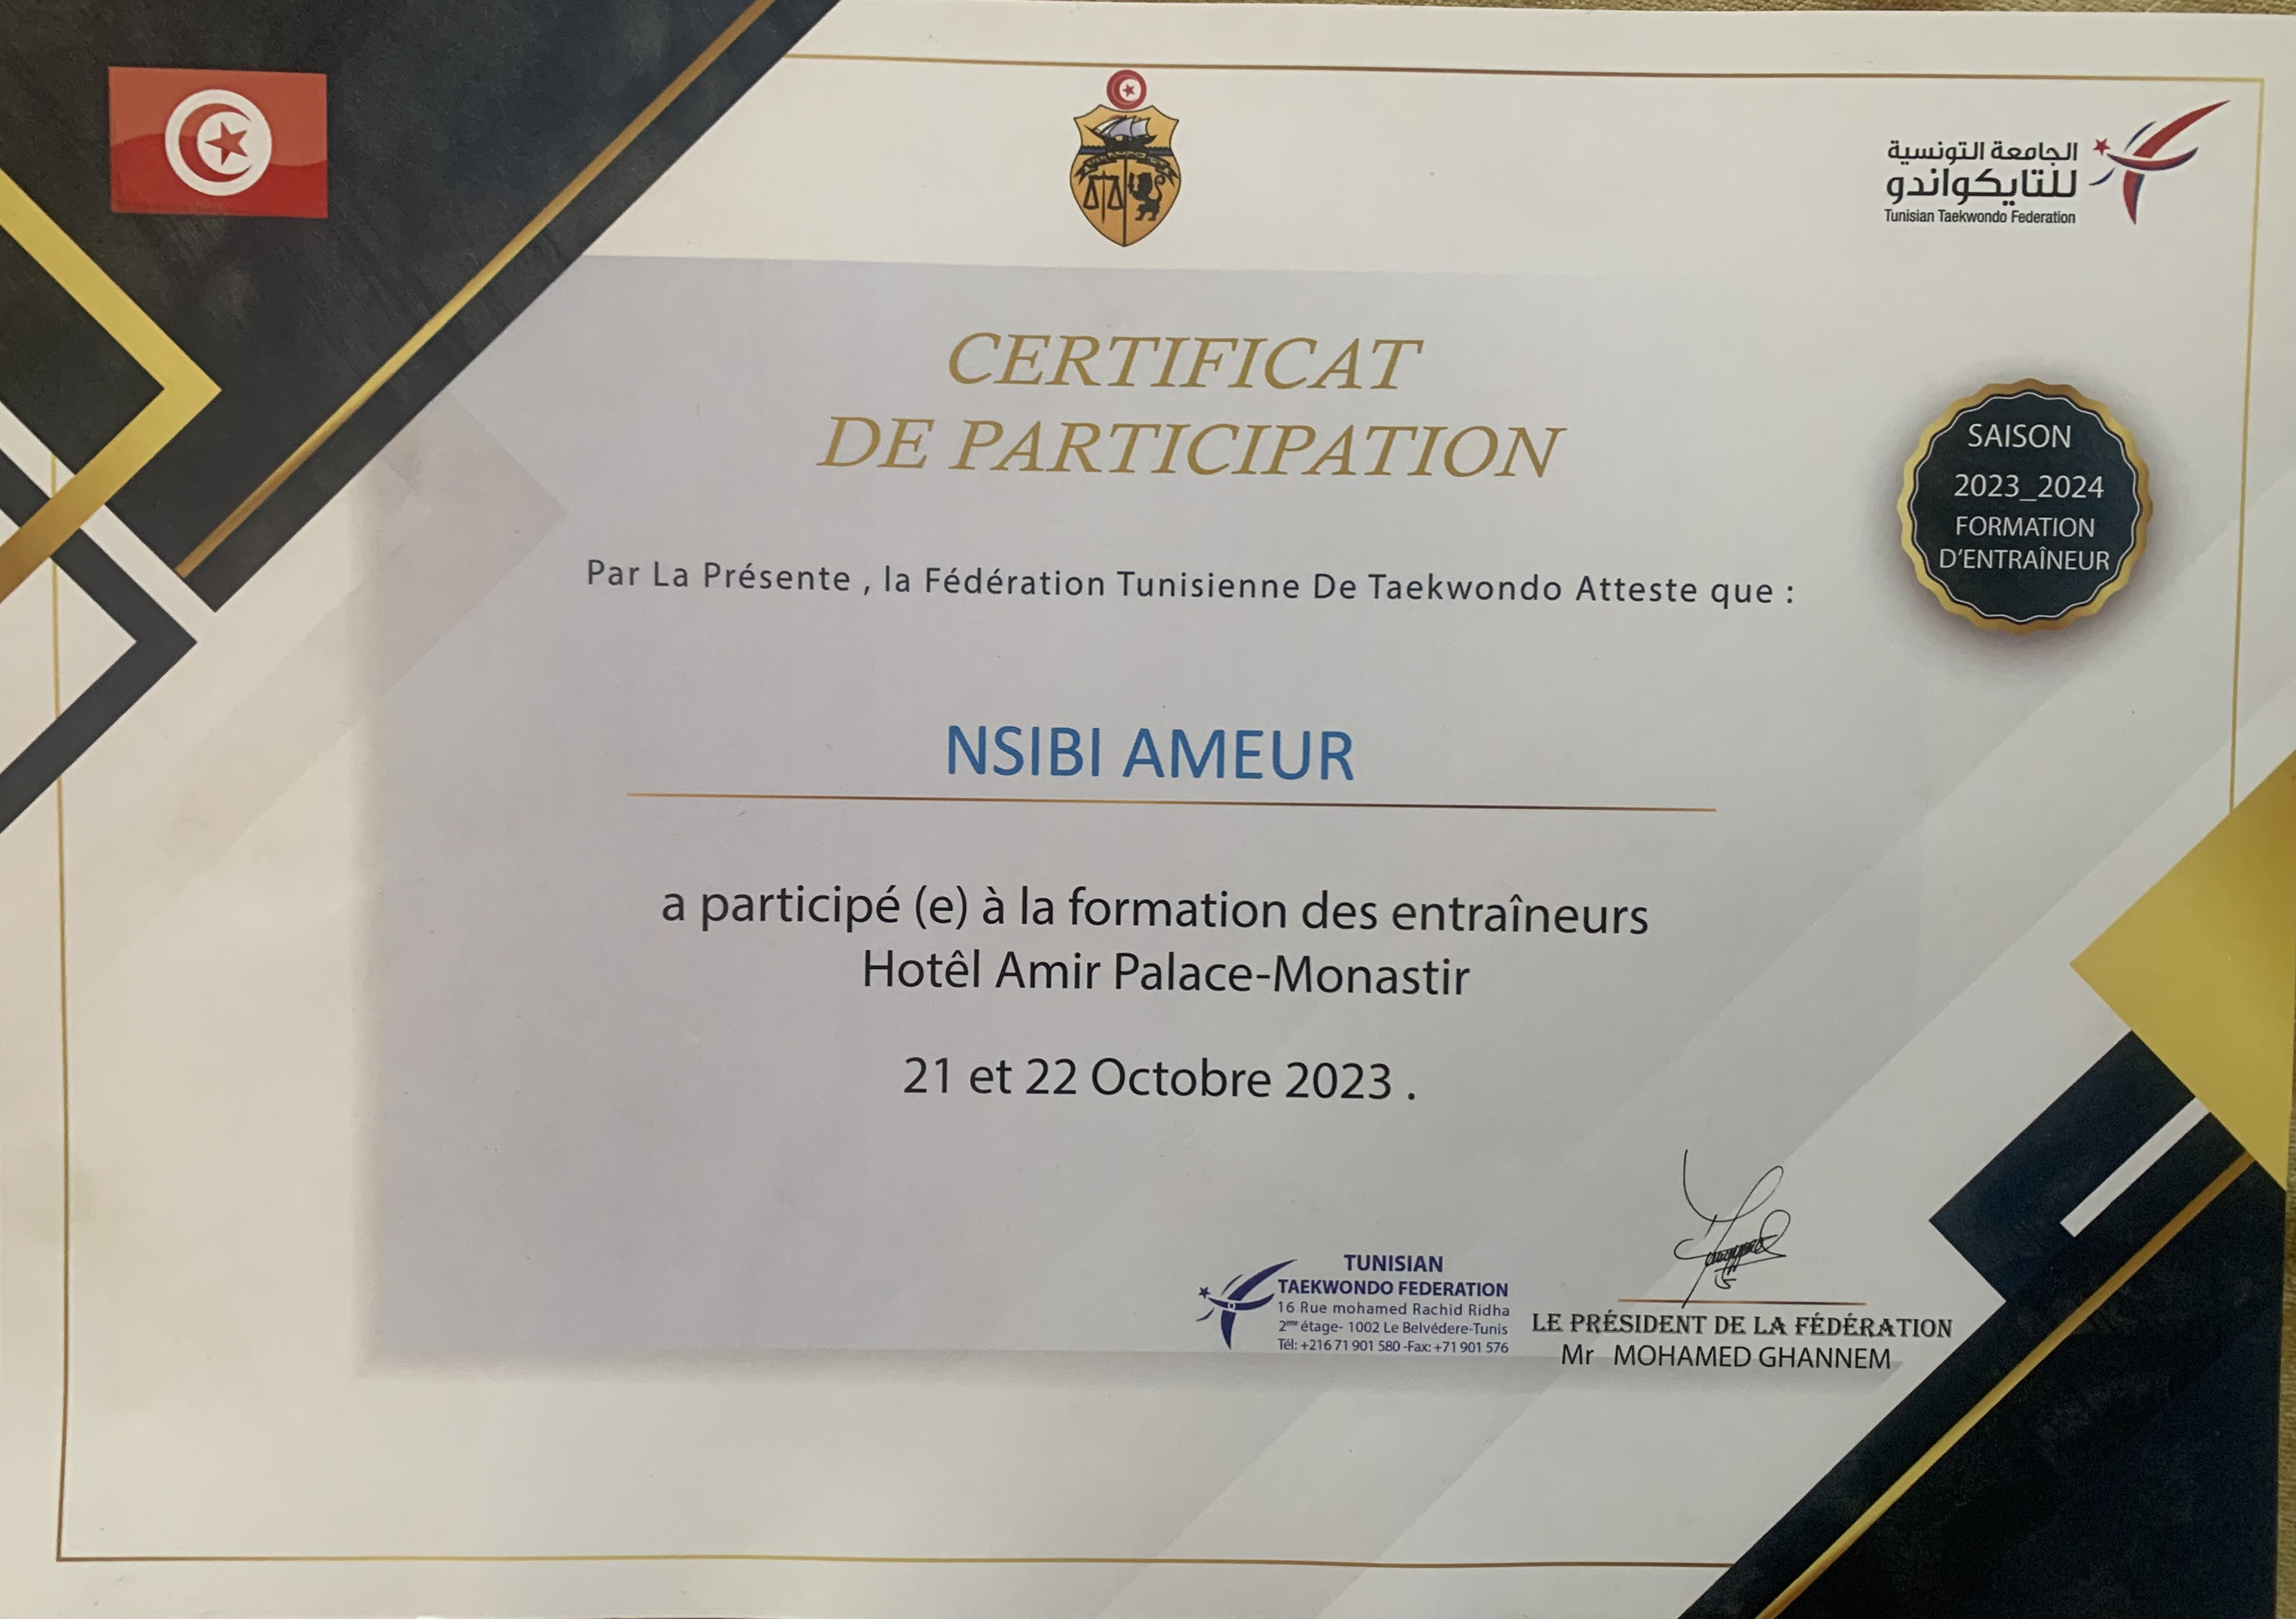 الجامعة التونسية
للتايكواندو
Tunisian Taekwondo Federation
CERTIFICAT
DE PARTICIPATION
SAISON
2023_2024
FORMATION
D'ENTRAÎNEUR
Par La Présente , la Fédération Tunisienne De Taekwondo Atteste que :
NSIBI AMEUR
a participé (e) à la formation des entraîneurs
Hotêl Amir Palace-Monastir
21 et 22 Octobre 2023 .
TUNISIAN
TAEKWONDO FEDERATION
16 Rue mohamed Rachid Ridha
2ème étage- 1002 Le Belvédere-Tunis
Tél: +216 71 901 580 -Fax: +71 901 576
LE PRÉSIDENT DE LA FÉDÉRATION
Mr MOHAMED GHANNEM